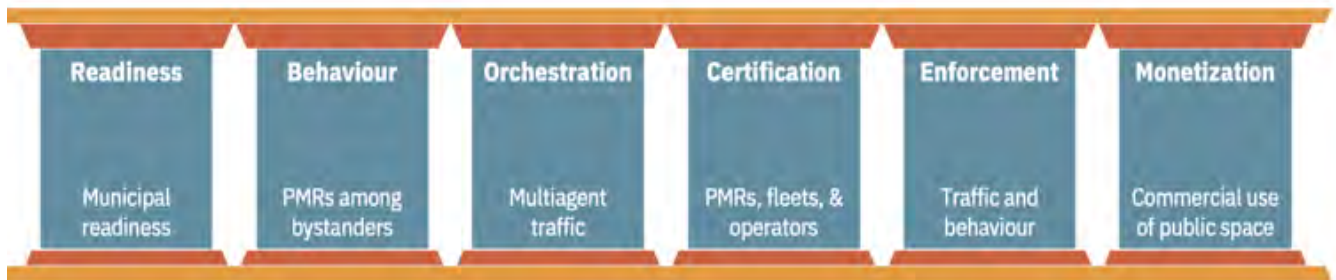 Readiness
Municipal
readiness
Behaviour
PMRs among
bystanders
Orchestration
Multiagent
traffic
Certification
PMRs, fleets, &
operators
Enforcement
Traffic and
behaviour
Monetization
Commercial use
of public space